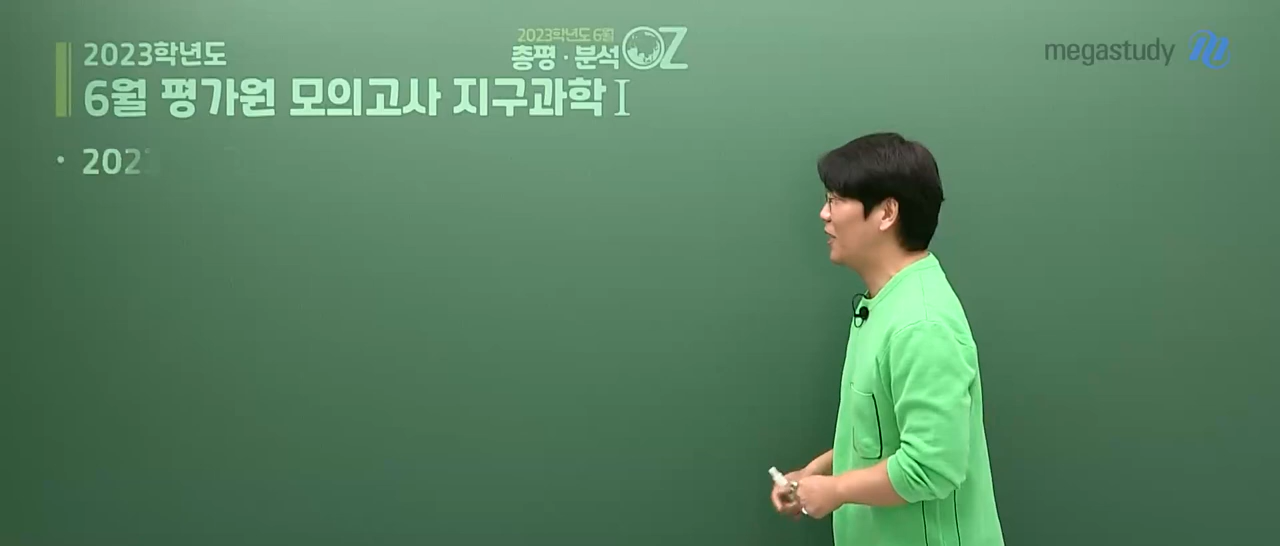 2023학년도
6월 평가원 모의고사 지구과학 I
2023학년도 6월
총평·분석 OZ
megastudy
• 202